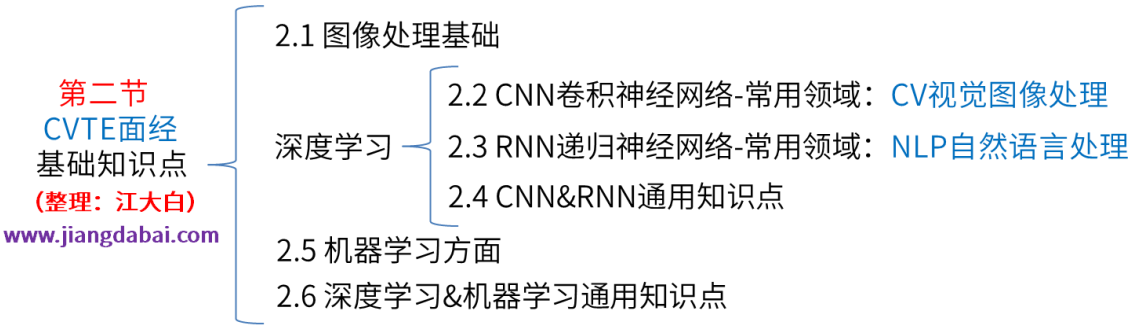 第二节
CVTE面经
基础知识点
（整理：江大白）
www.jiangdabai.com
2.1 图像处理基础
深度学习
2.2 CNN卷积神经网络-常用领域：CV视觉图像处理
2.3 RNN递归神经网络-常用领域：NLP自然语言处理
2.4 CNN&RNN通用知识点
2.5 机器学习方面
2.6 深度学习&机器学习通用知识点